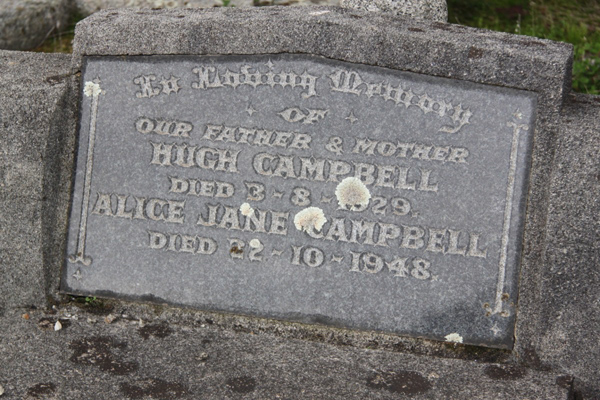 In Loving Memory
OF
OUR FATHER & MOTHER
HUGH CAMPBELL
DIED 3-8-1929.
ALICE JANE CAMPBELL
DIED 22-10-1948.